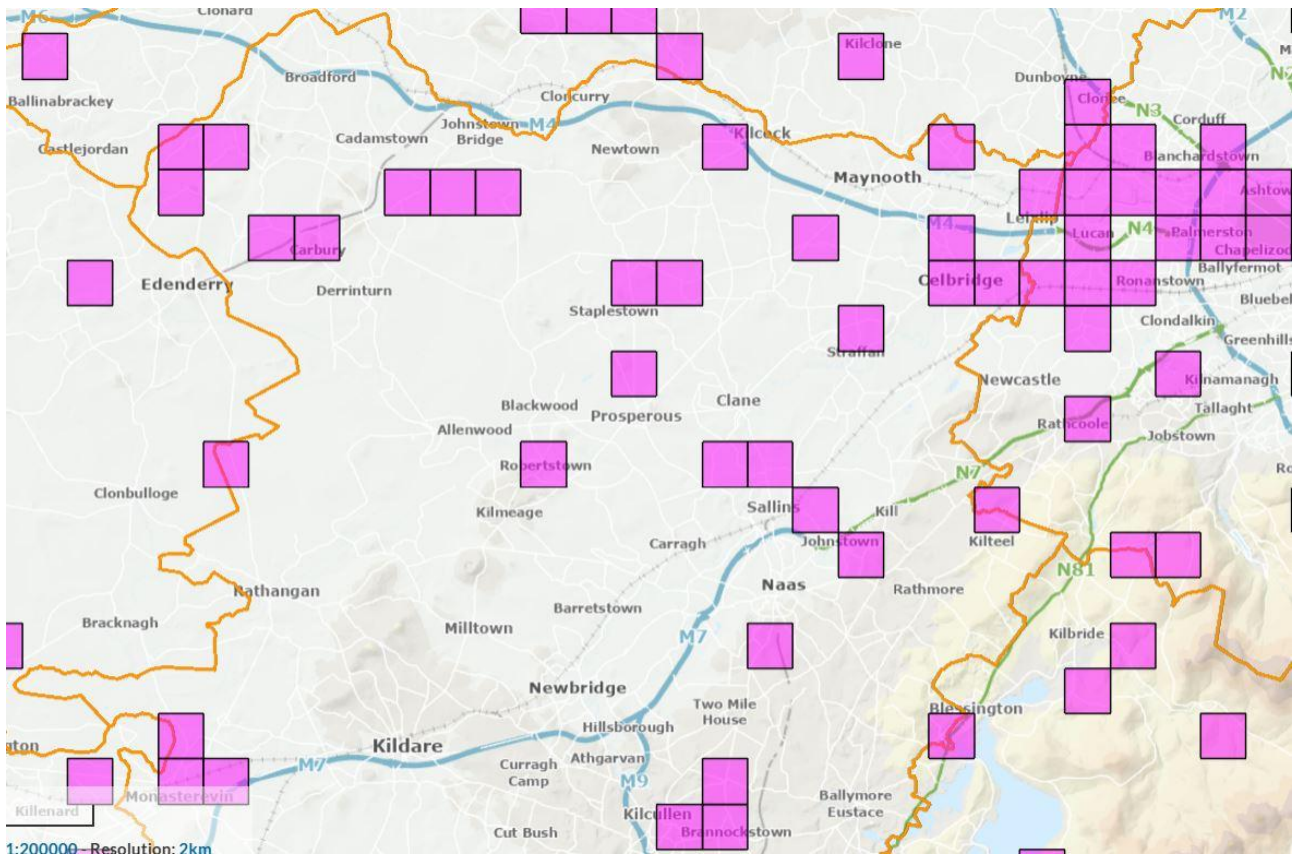 M6
Clonard
M2
Kilclone
Broadford
Dunboyne
N2
Ballinabrackey
Cloncurry
Clonee
N3
Corduff
Johnstown
Bridge
M4
Cadamstown
Kilcock
Castlejordan
Newtown
Blanchardstown
Maynooth
Leixlip
M4
Lucan
N4
Palmerston
Carbury
Chapelizod
Edenderry
Derrinturn
Celbridge
Ronanstown
Ballyfermot
Staplestown
Clondalkin
Straffan
Newcastle
Kilnamanagh
Blackwood
Clane
Prosperous
Tallaght
Allenwood
Rathcoole
Jobstown
Robertstown
N7
Clonbulloge
Kilmeage
Sallins
Kill
Carragh
Johnstown
Kilteel
N81
Naas
Rathmore
Rathangan
Barretstown
Bracknagh
Milltown
M7
Kilbride
Newbridge
Two Mile
House
Blessington
Hillsborough
Kildare
M7
Athgarvan
Curragh
Camp
M9
Monasterevin
Ballymore
Eustace
Killenard
Kilcullen
Cut Bush
Brannockstown
1:200000 - Resolution: 2km